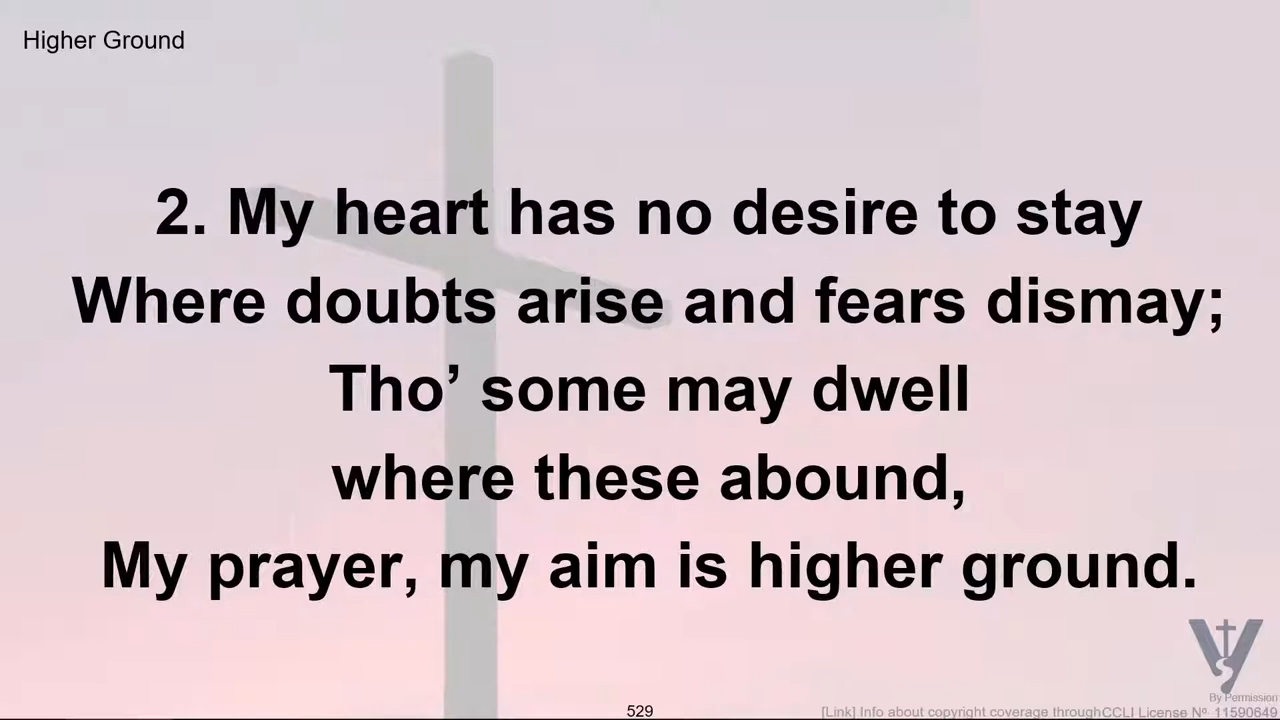 Higher Ground
2. My heart has no desire to stay
Where doubts arise and fears dismay;
Tho’ some may dwell
where these abound,
My prayer, my aim is higher ground.
By Permission
529
[Link] Info about copyright coverage throughCCLI License Nº. 11590649